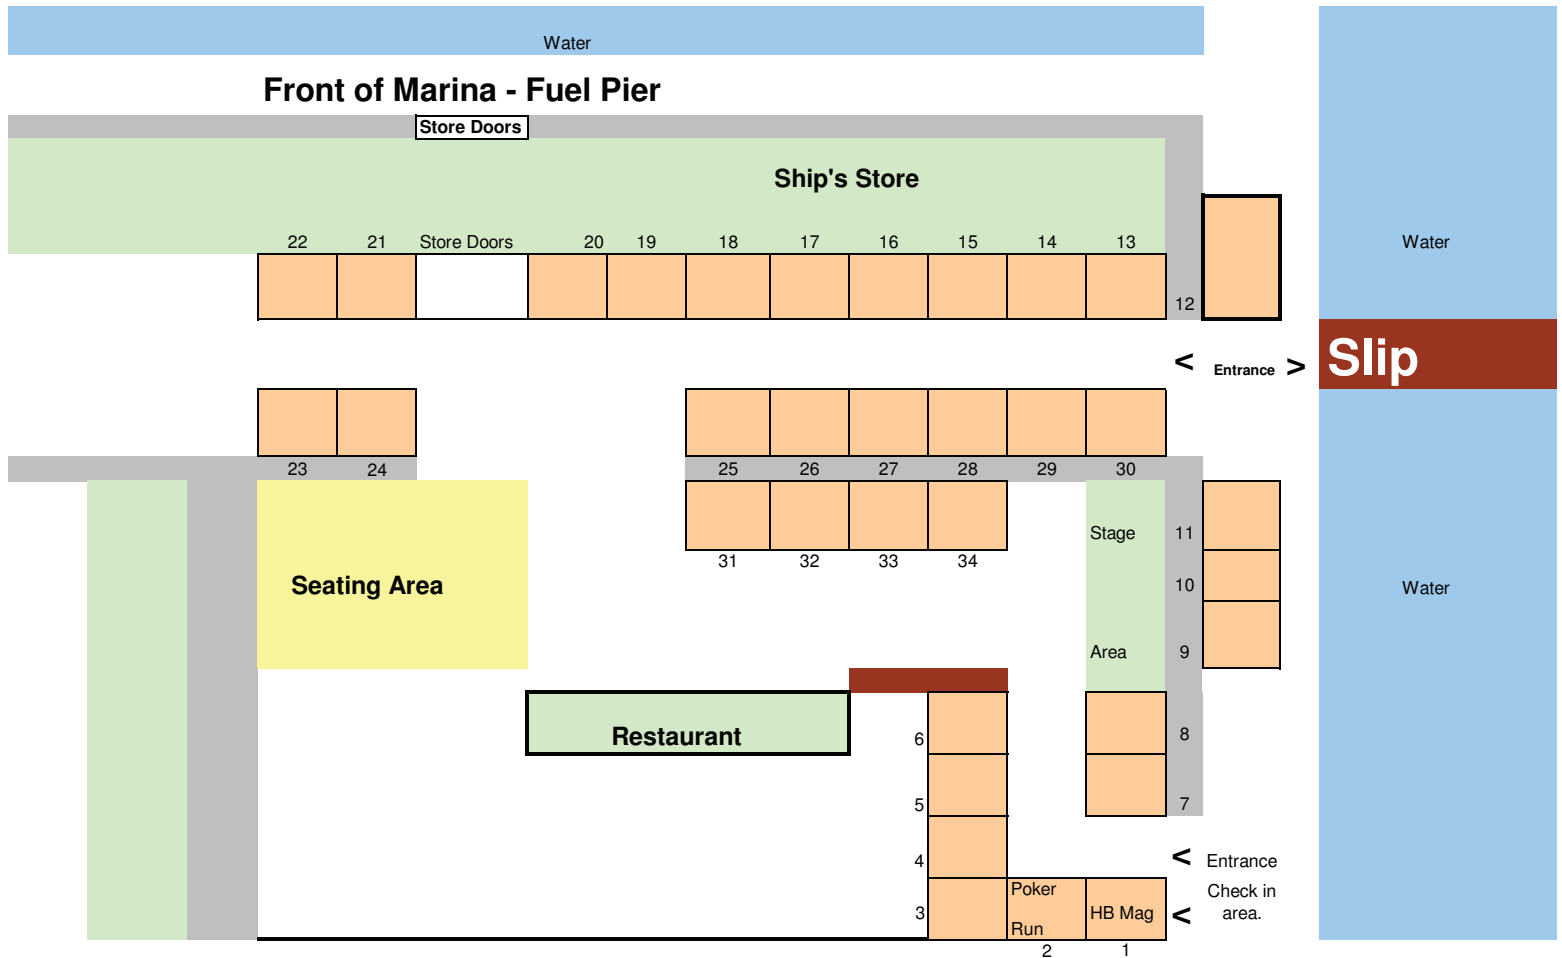 Water
Front of Marina - Fuel Pier
Store Doors
Ship's Store
22 21 Store Doors 20 19 18 17 16 15 14 13
Water
12
< Entrance >
Slip
23 24 25 26 27 28 29 30
Stage 11
31 32 33 34
Seating Area
10
Water
Area 9
Restaurant
6
8
5
7
4
< Entrance
Poker
Check in
3
HB Mag
<
area.
Run
2 1